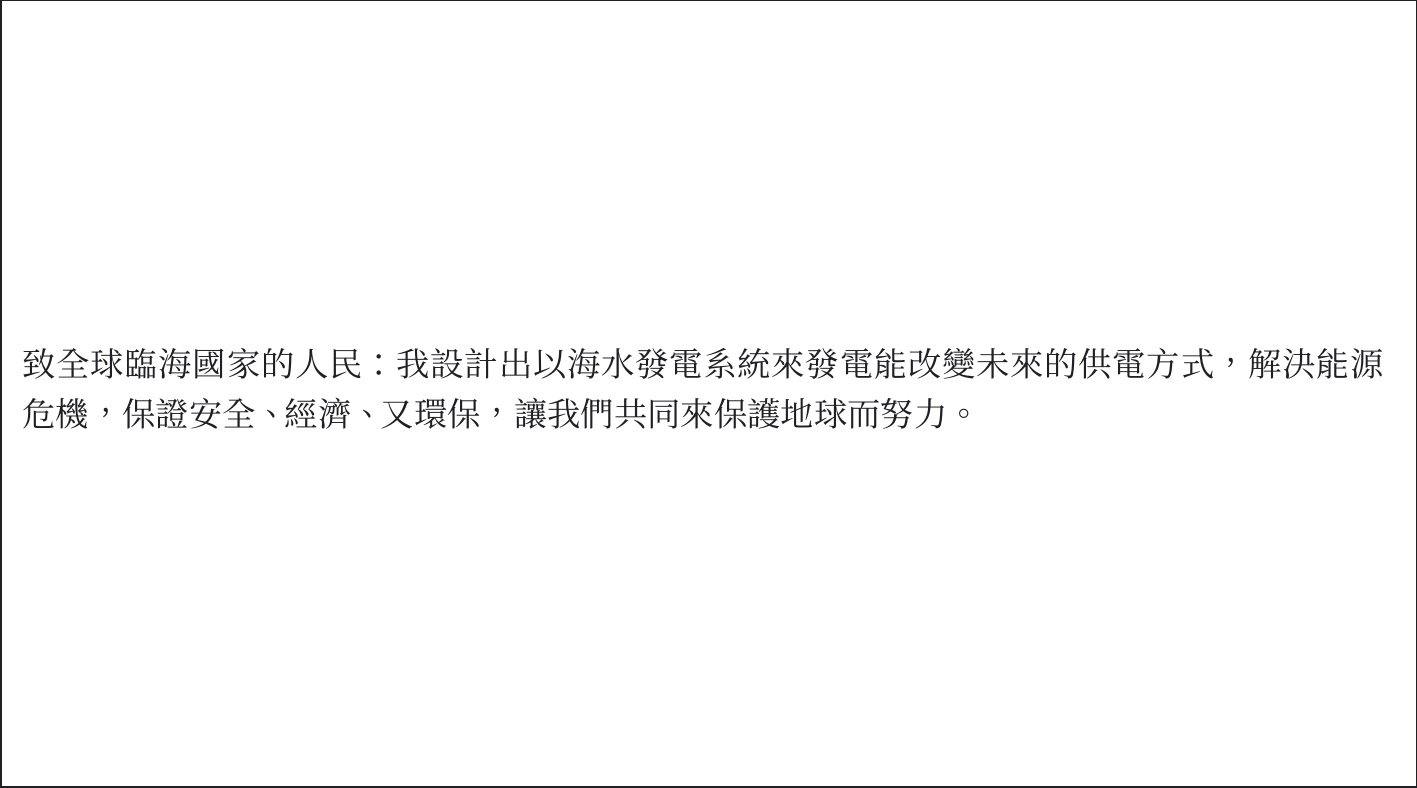 致全球臨海國家的人民：我設計出以海水發電系統來發電能改變未來的供電方式，解決能源
危機，保證安全、經濟、又環保，讓我們共同來保護地球而努力。